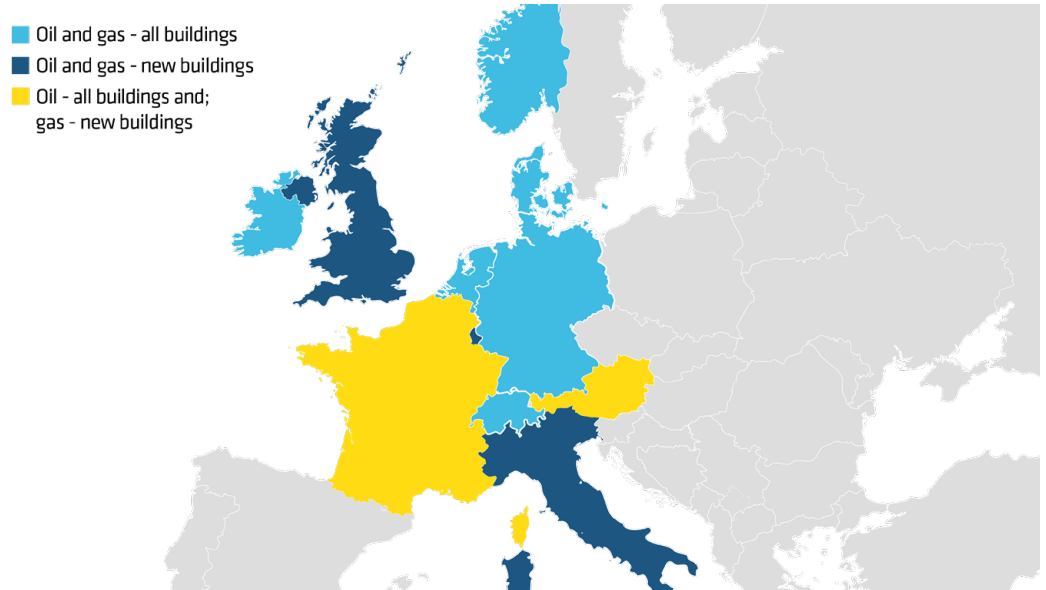 Oil and gas - all buildings
Oil and gas - new buildings
Oil - all buildings and;
gas - new buildings